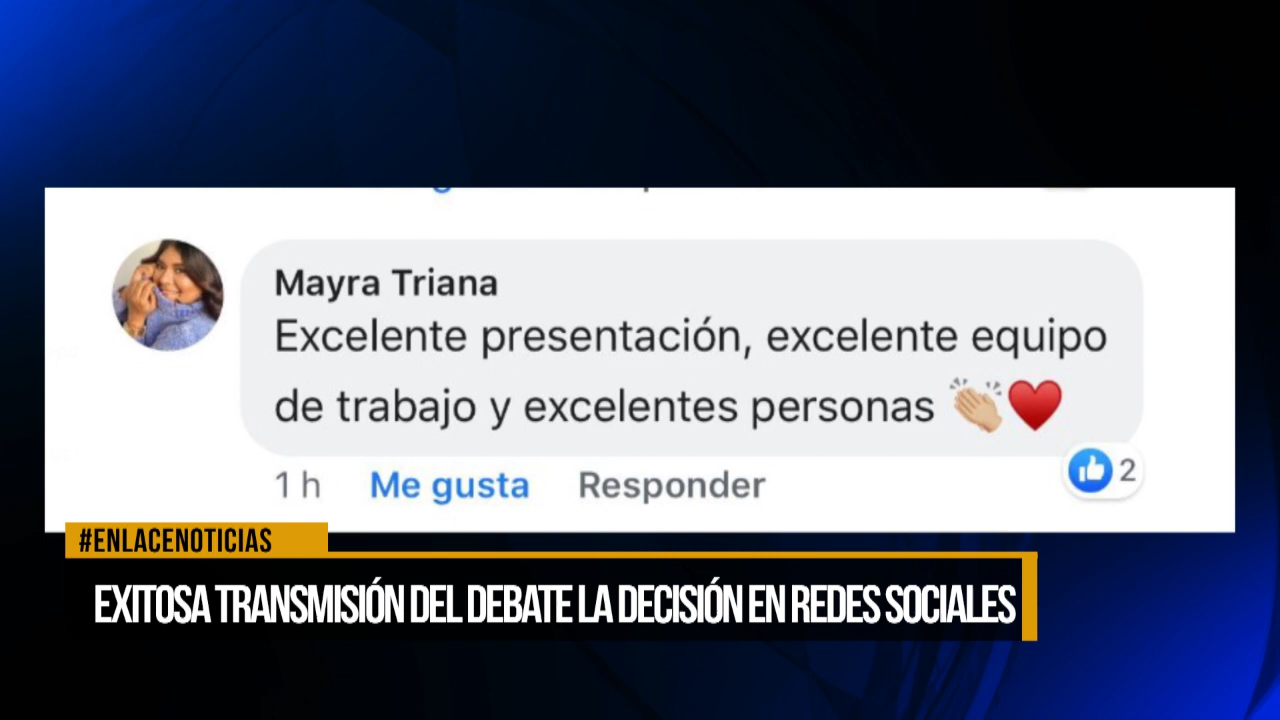 Mayra Triana
Excelente presentación, excelente equipo
de trabajo y excelentes personas 👏🏼❤️
1 h Me gusta Responder 2
#ENLACENOTICIAS
EXITOSA TRANSMISIÓN DEL DEBATE LA DECISIÓN EN REDES SOCIALES